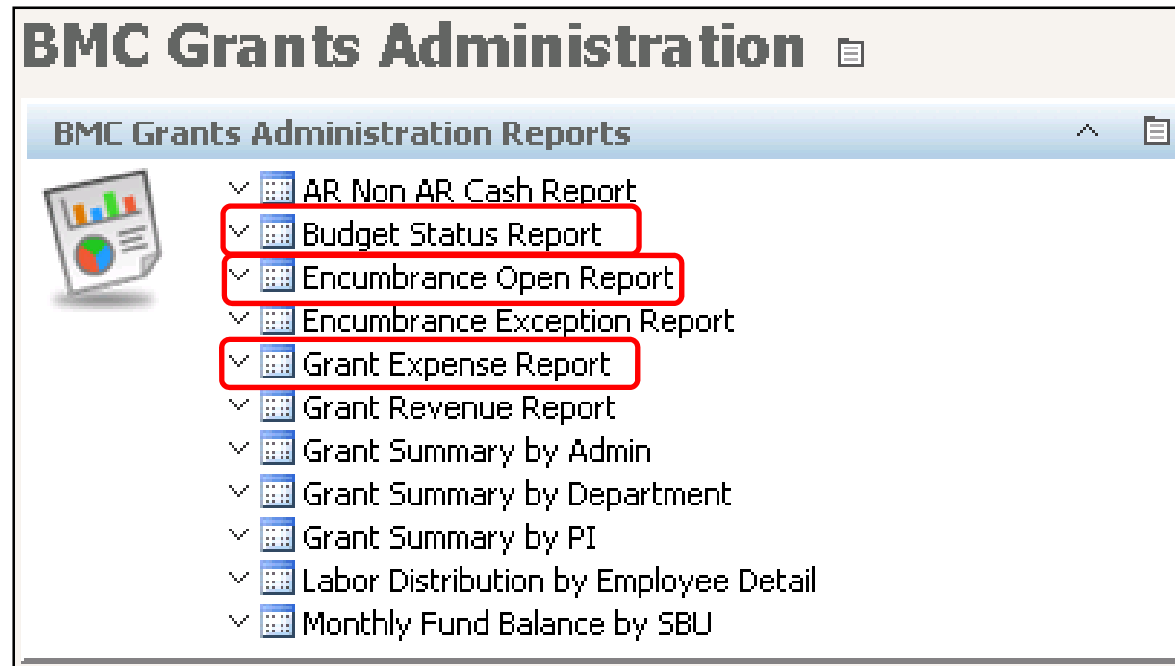 BMC Grants Administration
BMC Grants Administration Reports
AR Non AR Cash Report
Budget Status Report
Encumbrance Open Report
Encumbrance Exception Report
Grant Expense Report
Grant Revenue Report
Grant Summary by Admin
Grant Summary by Department
Grant Summary by PI
Labor Distribution by Employee Detail
Monthly Fund Balance by SBU